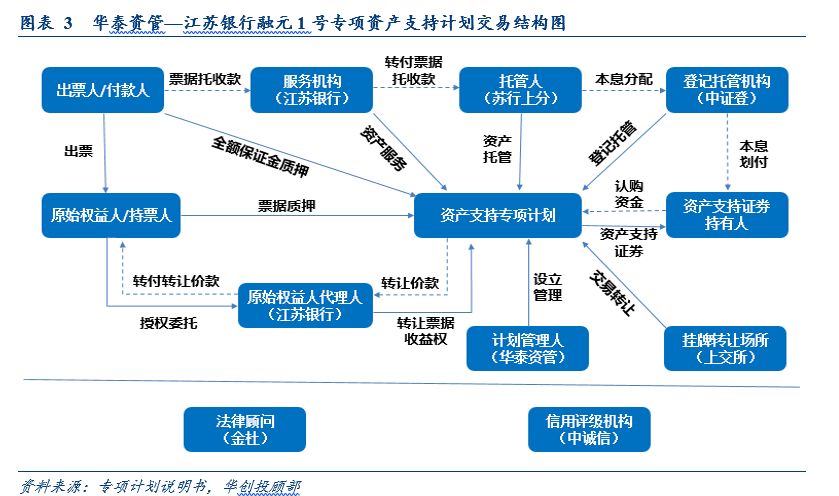 图表 3 华泰资管—江苏银行融元1号专项资产支持计划交易结构图
出票人/付款人
票据托收款
服务机构
（江苏银行）
转付票据
托收款
托管人
（苏行上分）
本息分配
登记托管机构
（中证登）
出票
全额保证金质押
资产服务
资产
托管
登记托管
本息
划付
原始权益人/持票人
票据质押
资产支持专项计划
认购
资金
资产支持
证券
资产支持证券
持有人
转付转让价款
原始权益人代理人
（江苏银行）
转让价款
授权委托
转让票据
收益权
设立
管理
交易转让
计划管理人
（华泰资管）
挂牌转让场所
（上交所）
法律顾问
（金杜）
信用评级机构
（中诚信）
资料来源：专项计划说明书，华创投顾部